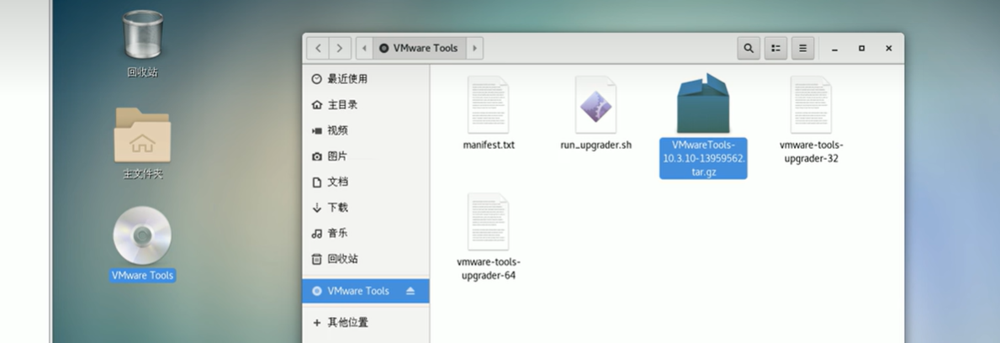 回收站
主文件夹
VMware Tools
VMware Tools
最近使用
主目录
视频
图片
文档
下载
音乐
回收站
VMware Tools
其他位置
manifest.txt
run_upgrader.sh
VMwareTools-
10.3.10-13959562.
tar.gz
vmware-tools-
upgrader-32
vmware-tools-
upgrader-64